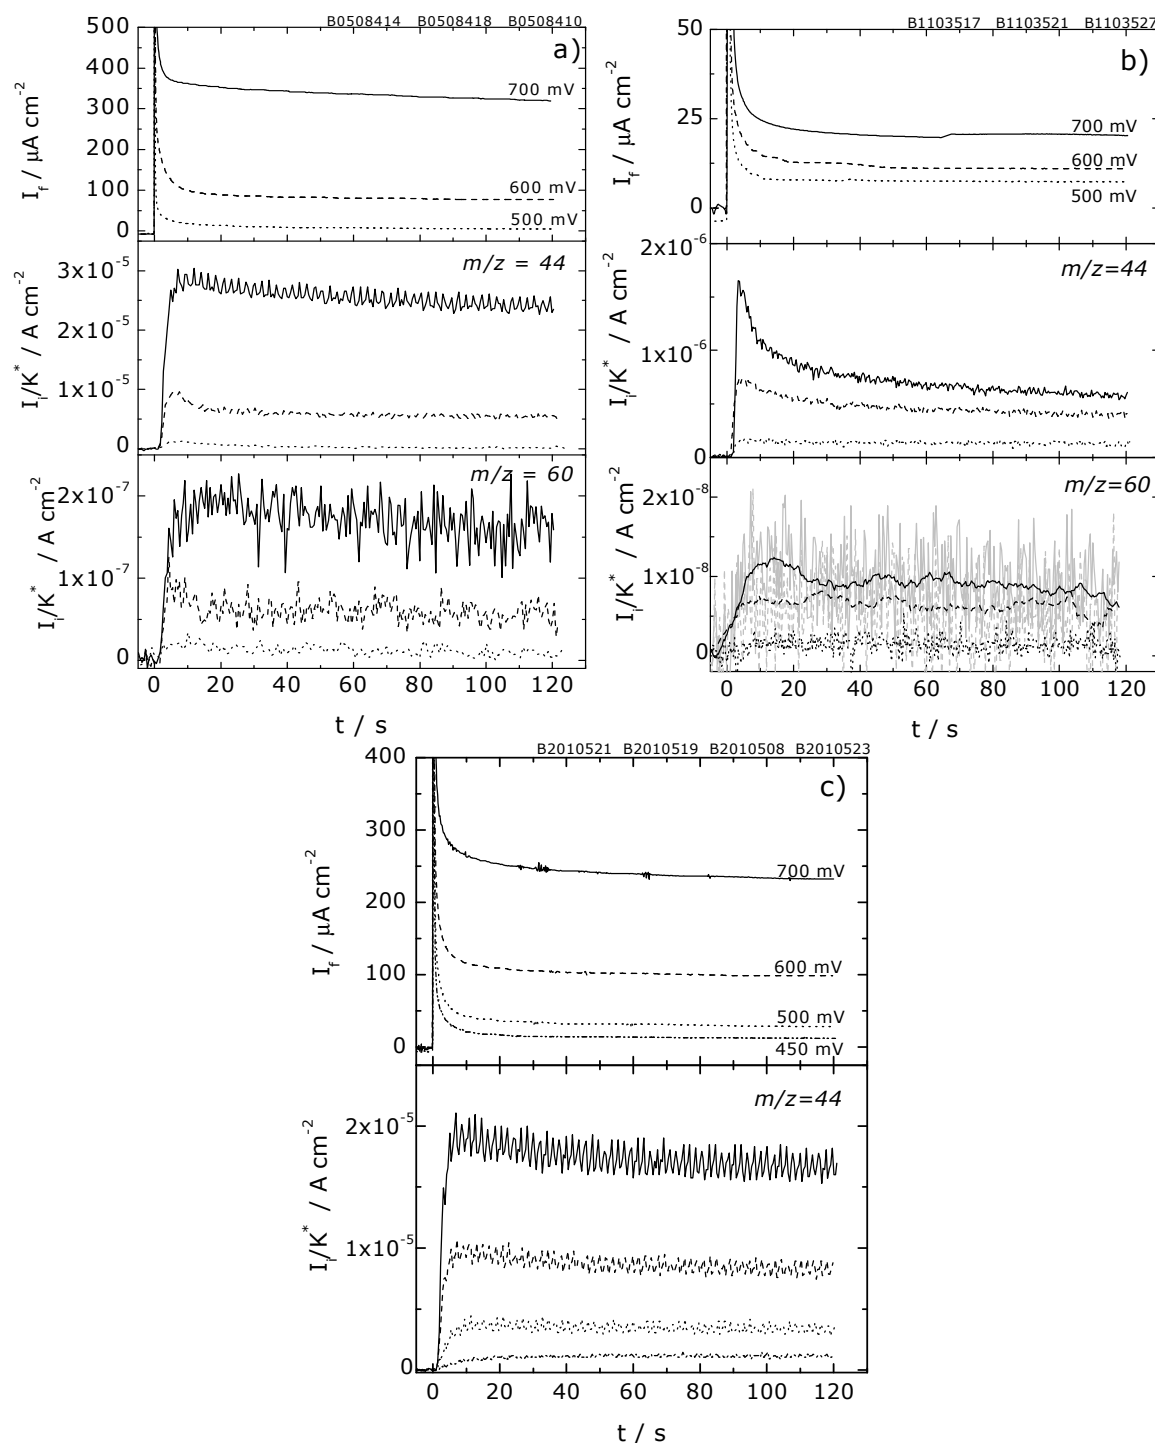 B0508414 B0508418 B0508410
a)
500
400
300
200
100
0
I_f / µA cm⁻²
700 mV
600 mV
500 mV
m/z = 44
3x10⁻⁵
2x10⁻⁵
1x10⁻⁵
0
I_i/K* / A cm⁻²
m/z = 60
2x10⁻⁷
1x10⁻⁷
0
I_i/K* / A cm⁻²
0 20 40 60 80 100 120
t / s
B1103517 B1103521 B1103527
b)
50
25
0
I_f / µA cm⁻²
700 mV
600 mV
500 mV
m/z=44
2x10⁻⁶
1x10⁻⁶
0
I_i/K* / A cm⁻²
m/z=60
2x10⁻⁸
1x10⁻⁸
0
I_i/K* / A cm⁻²
0 20 40 60 80 100 120
t / s
B2010521 B2010519 B2010508 B2010523
c)
400
300
200
100
0
I_f / µA cm⁻²
700 mV
600 mV
500 mV
450 mV
m/z=44
2x10⁻⁵
1x10⁻⁵
0
I_i/K* / A cm⁻²
0 20 40 60 80 100 120
t / s